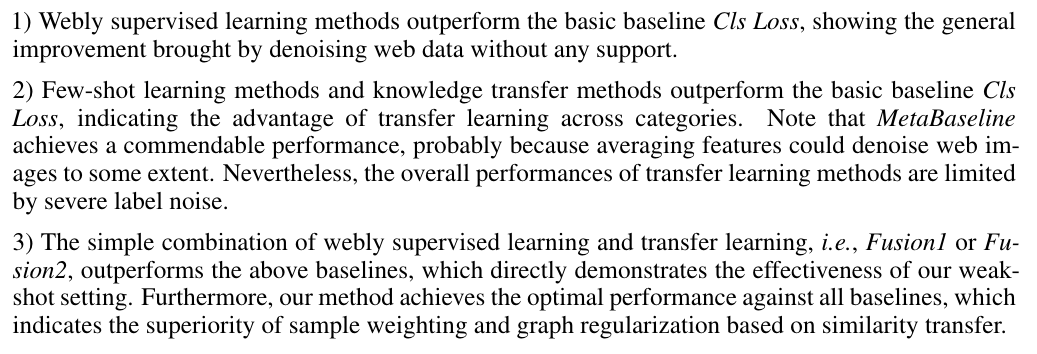 1) Webly supervised learning methods outperform the basic baseline Cls Loss, showing the general
improvement brought by denoising web data without any support.
2) Few-shot learning methods and knowledge transfer methods outperform the basic baseline Cls
Loss, indicating the advantage of transfer learning across categories. Note that MetaBaseline
achieves a commendable performance, probably because averaging features could denoise web im-
ages to some extent. Nevertheless, the overall performances of transfer learning methods are limited
by severe label noise.
3) The simple combination of webly supervised learning and transfer learning, i.e., Fusion1 or Fu-
sion2, outperforms the above baselines, which directly demonstrates the effectiveness of our weak-
shot setting. Furthermore, our method achieves the optimal performance against all baselines, which
indicates the superiority of sample weighting and graph regularization based on similarity transfer.